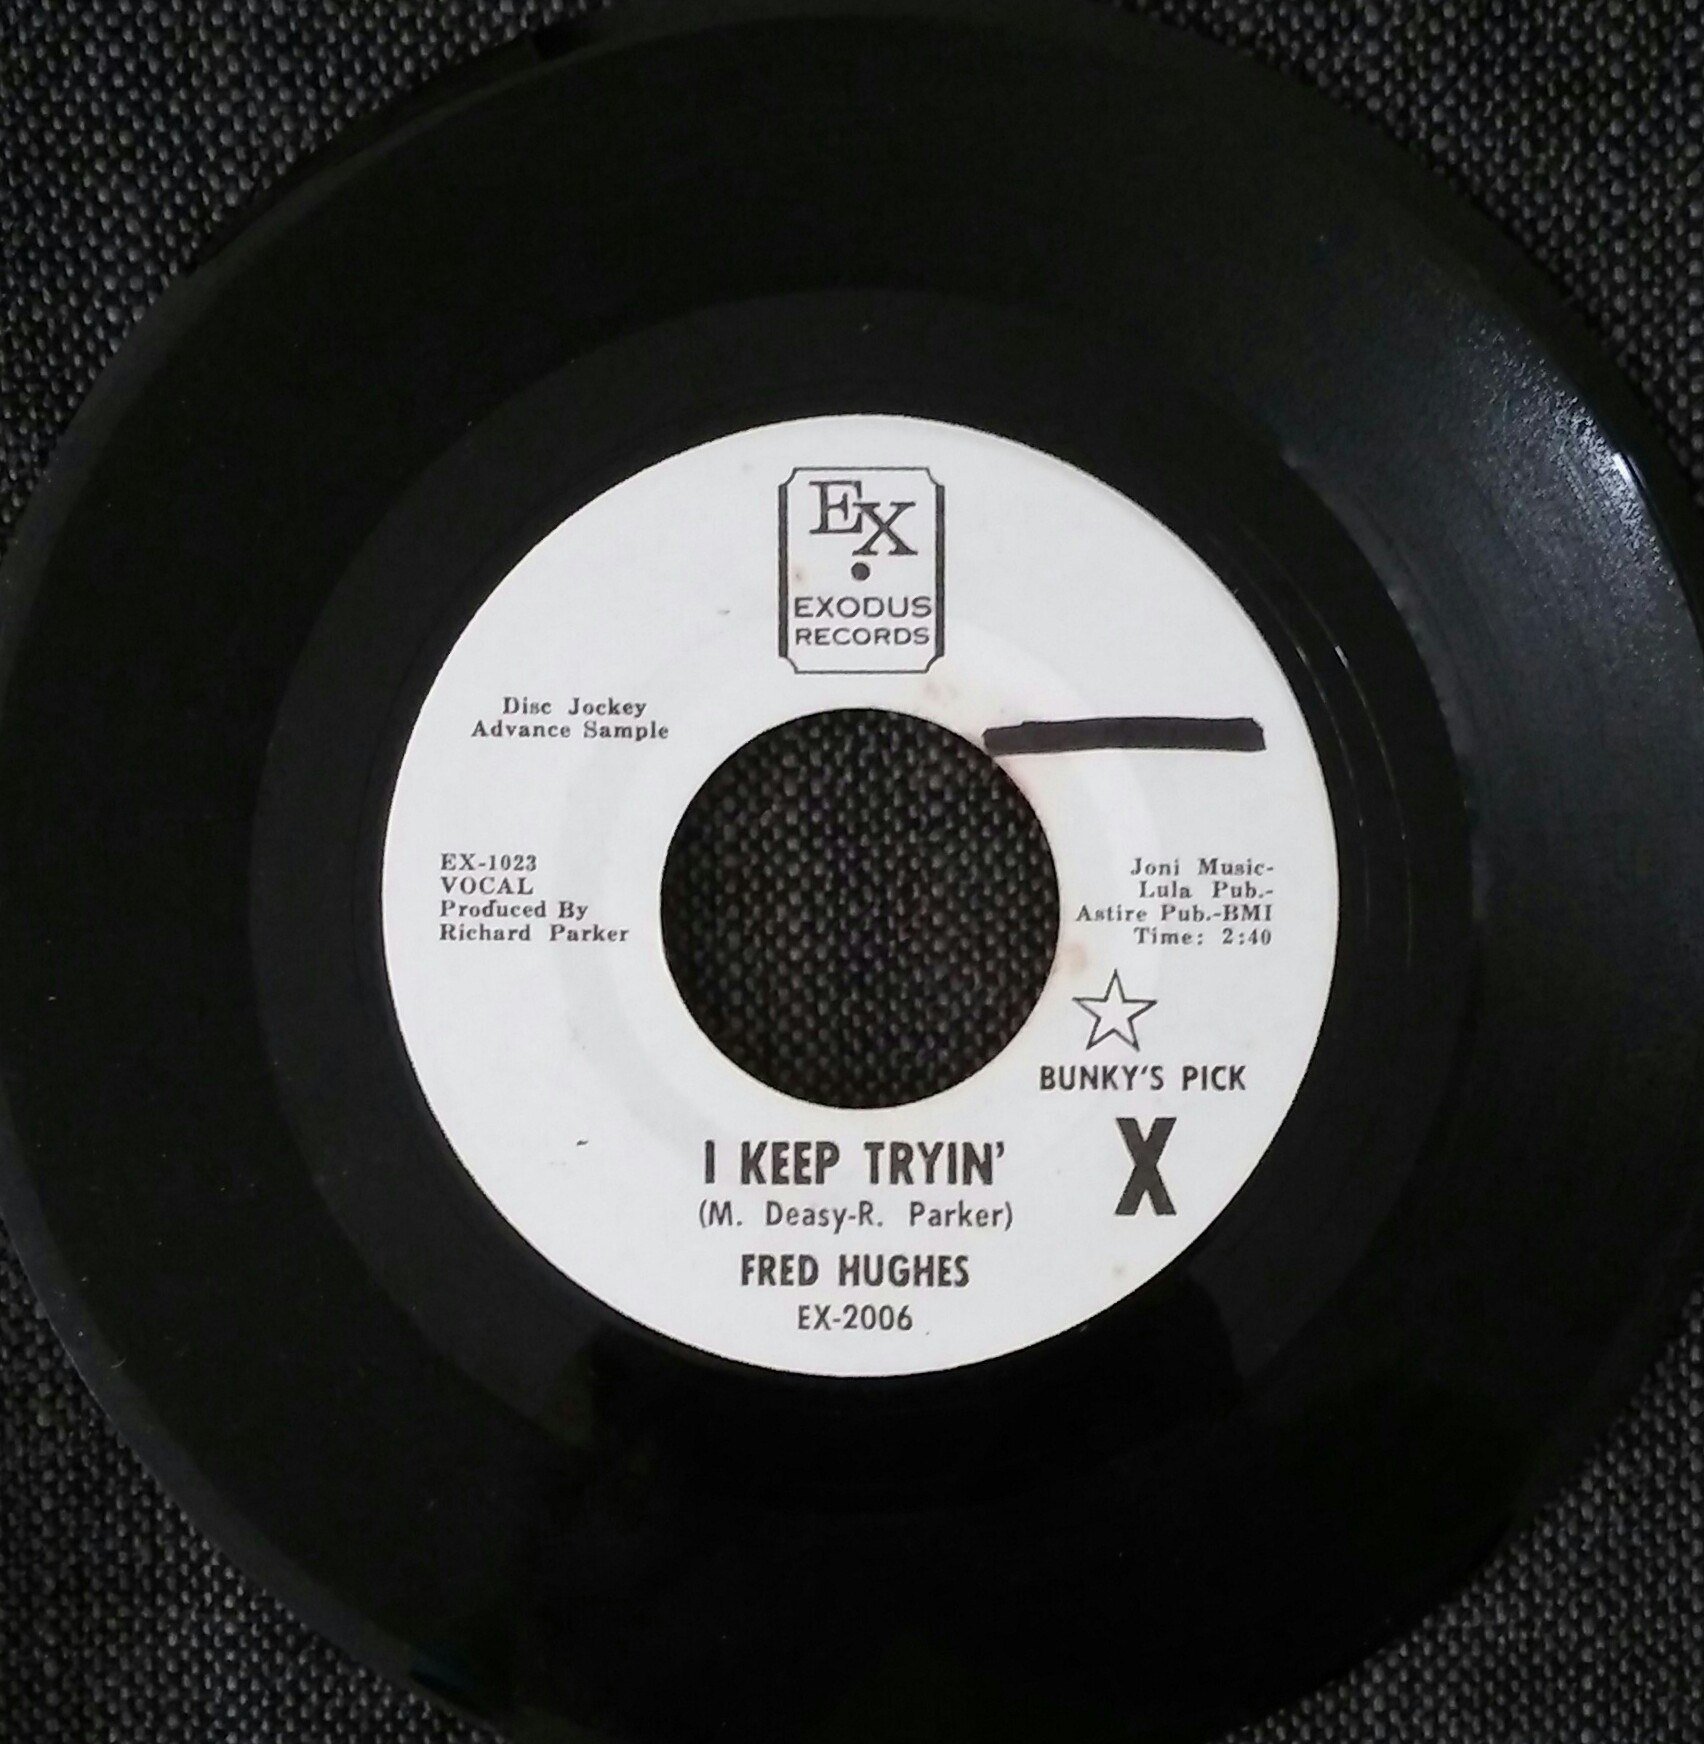 EX
EXODUS
RECORDS
Disc Jockey
Advance Sample
EX-1023
VOCAL
Produced By
Richard Parker
Joni Music-
Lula Pub.-
Astire Pub.-BMI
Time: 2:40
BUNKY'S PICK
X
I KEEP TRYIN'
(M. Deasy-R. Parker)
FRED HUGHES
EX-2006